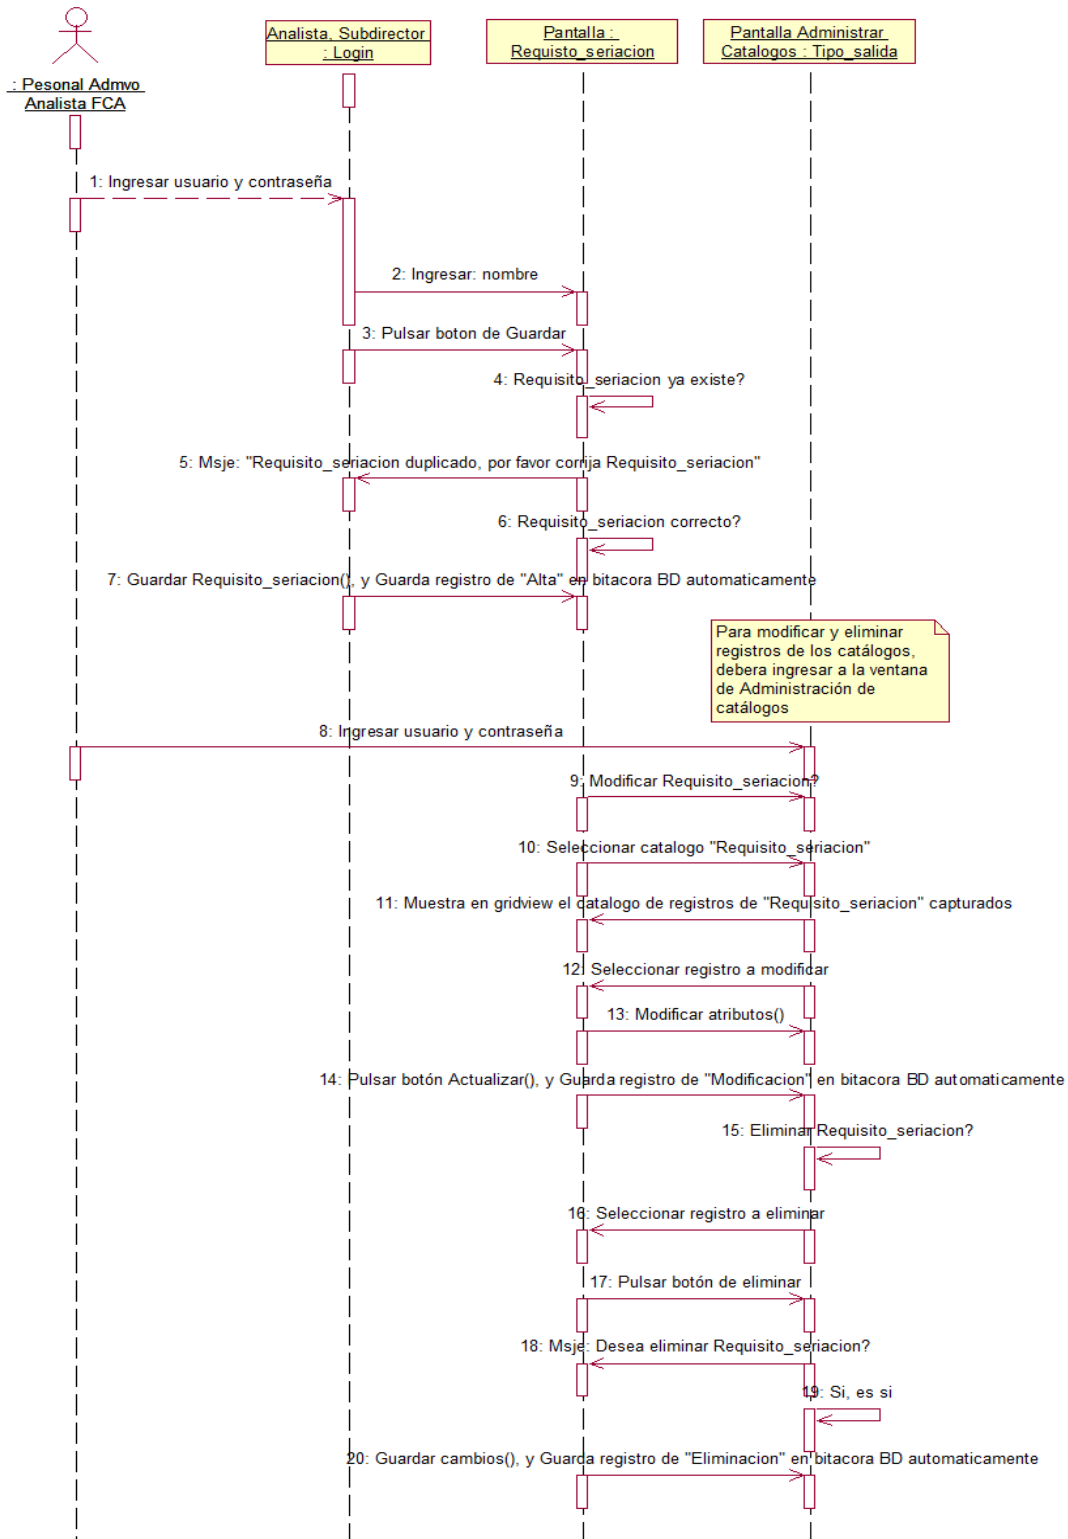 : Pesonal Admvo
Analista FCA
Analista, Subdirector
: Login
Pantalla :
Requisto_seriacion
Pantalla Administrar
Catalogos : Tipo_salida
1: Ingresar usuario y contraseña
2: Ingresar: nombre
3: Pulsar boton de Guardar
4: Requisito_seriacion ya existe?
5: Msje: "Requisito_seriacion duplicado, por favor corrija Requisito_seriacion"
6: Requisito_seriacion correcto?
7: Guardar Requisito_seriacion(), y Guarda registro de "Alta" en bitacora BD automaticamente
Para modificar y eliminar
registros de los catálogos,
debera ingresar a la ventana
de Administración de
catálogos
8: Ingresar usuario y contraseña
9: Modificar Requisito_seriacion?
10: Seleccionar catalogo "Requisito_seriacion"
11: Muestra en gridview el catalogo de registros de "Requisito_seriacion" capturados
12: Seleccionar registro a modificar
13: Modificar atributos()
14: Pulsar botón Actualizar(), y Guarda registro de "Modificacion" en bitacora BD automaticamente
15: Eliminar Requisito_seriacion?
16: Seleccionar registro a eliminar
17: Pulsar botón de eliminar
18: Msje: Desea eliminar Requisito_seriacion?
19: Si, es si
20: Guardar cambios(), y Guarda registro de "Eliminacion" en bitacora BD automaticamente